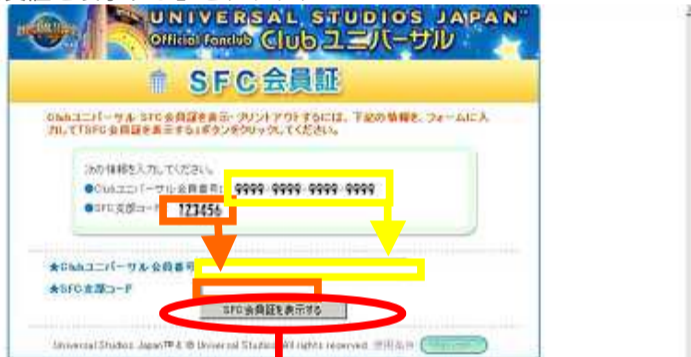 UNIVERSAL STUDIOS JAPAN™
Official Fanclub Clubユニバーサル
SFC会員証
Clubユニバーサル SFC会員証を表示・プリントアウトするには、下記の情報を、フォームに入
力して「SFC会員証を表示する」ボタンをクリックしてください。
次の情報を入力してください。
●Clubユニバーサル会員番号: 9999-9999-9999-9999
●SFC支部コード 123456
★Clubユニバーサル会員番号
★SFC支部コード
SFC会員証を表示する
Universal Studios Japan™ & © Universal Studios. All rights reserved. 使用条件